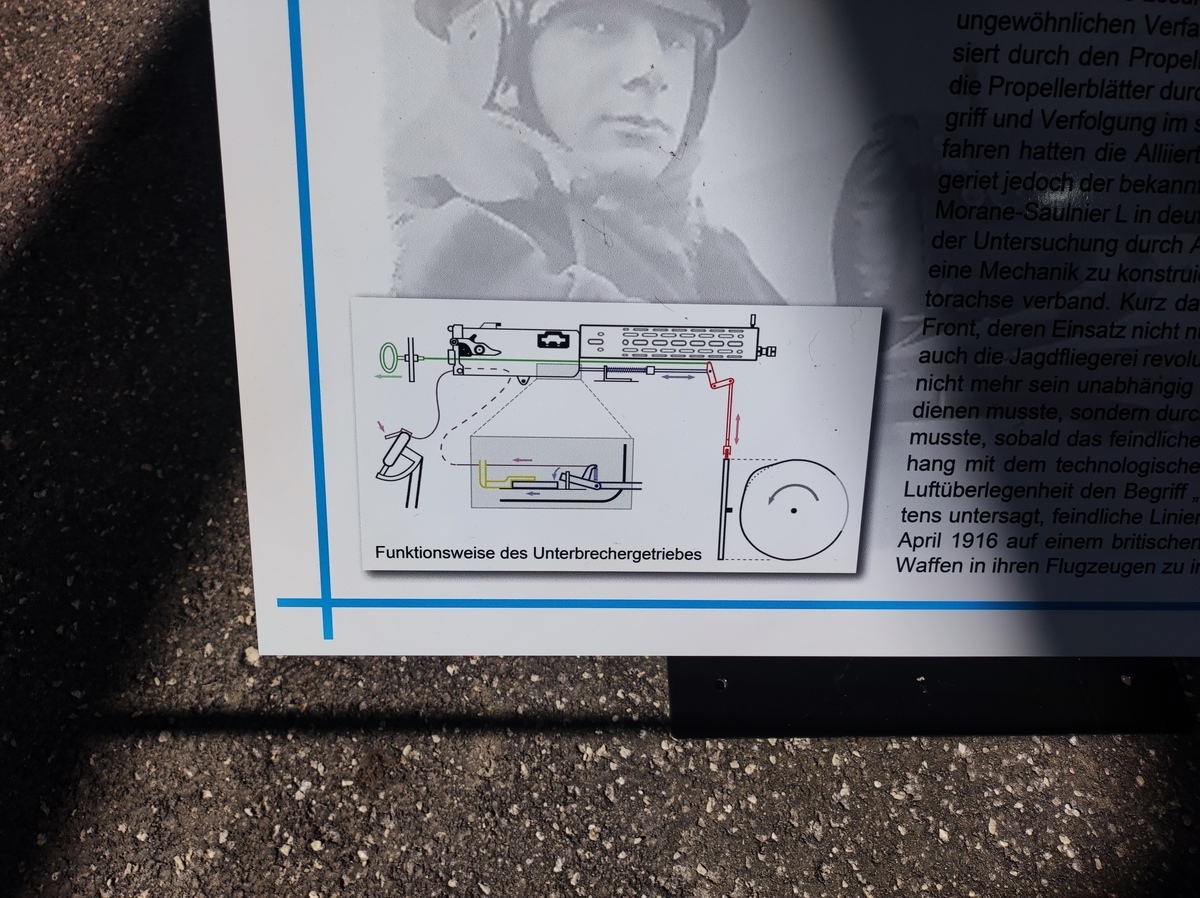 ungewöhnlichen Verfa
siert durch den Propel
die Propellerblätter durc
griff und Verfolgung im s
fahren hatten die Alliiert
geriet jedoch der bekann
Morane-Saulnier L in deu
der Untersuchung durch A
eine Mechanik zu konstrui
torachse verband. Kurz da
Front, deren Einsatz nicht n
auch die Jagdfliegerei revolu
nicht mehr sein unabhängig
dienen musste, sondern durc
musste, sobald das feindliche
hang mit dem technologische
Luftüberlegenheit den Begriff
tens untersagt, feindliche Linien
April 1916 auf einem britischen
Waffen in ihren Flugzeugen zu in
Funktionsweise des Unterbrechergetriebes